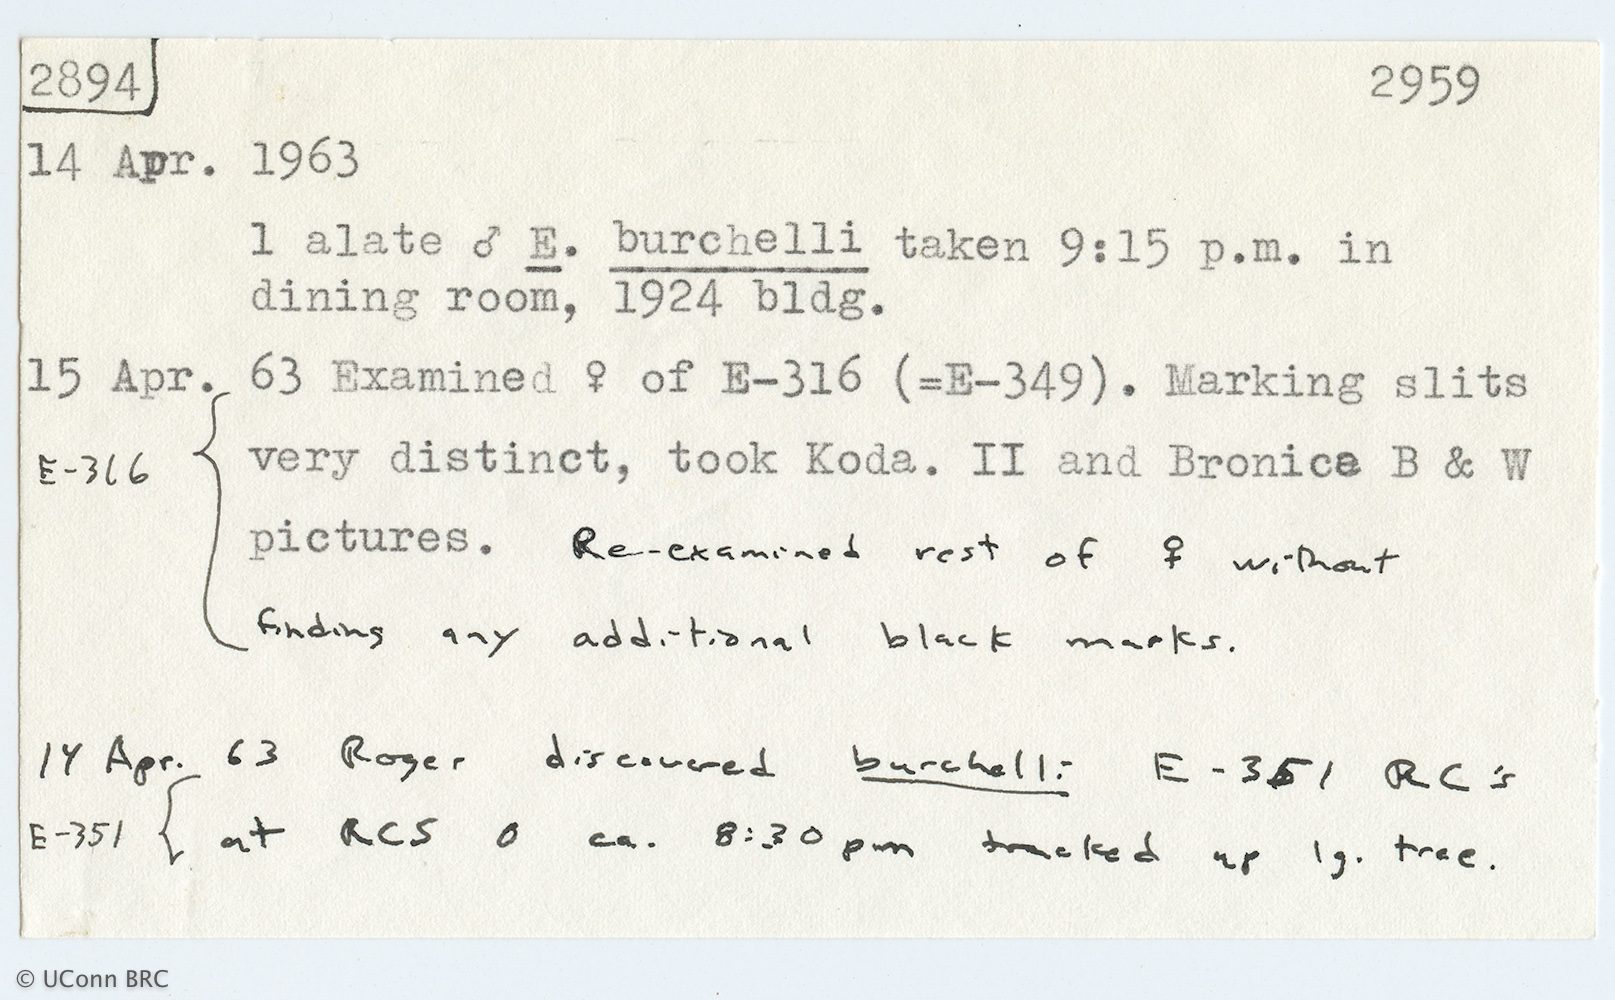 2894 2959
14 Apr. 1963
1 alate ♂ E. burchelli taken 9:15 p.m. in
dining room, 1924 bldg.
15 Apr. 63 Examined ♀ of E-316 (=E-349). Marking slits
E-316 very distinct, took Koda. II and Bronica B & W
pictures. Re-examined rest of ♀ without
finding any additional black marks.
14 Apr. 63 Roger discovered burchelli E-351 RC's
E-351 at RCS 0 ca. 8:30 pm tracked up lg. tree.
© UConn BRC